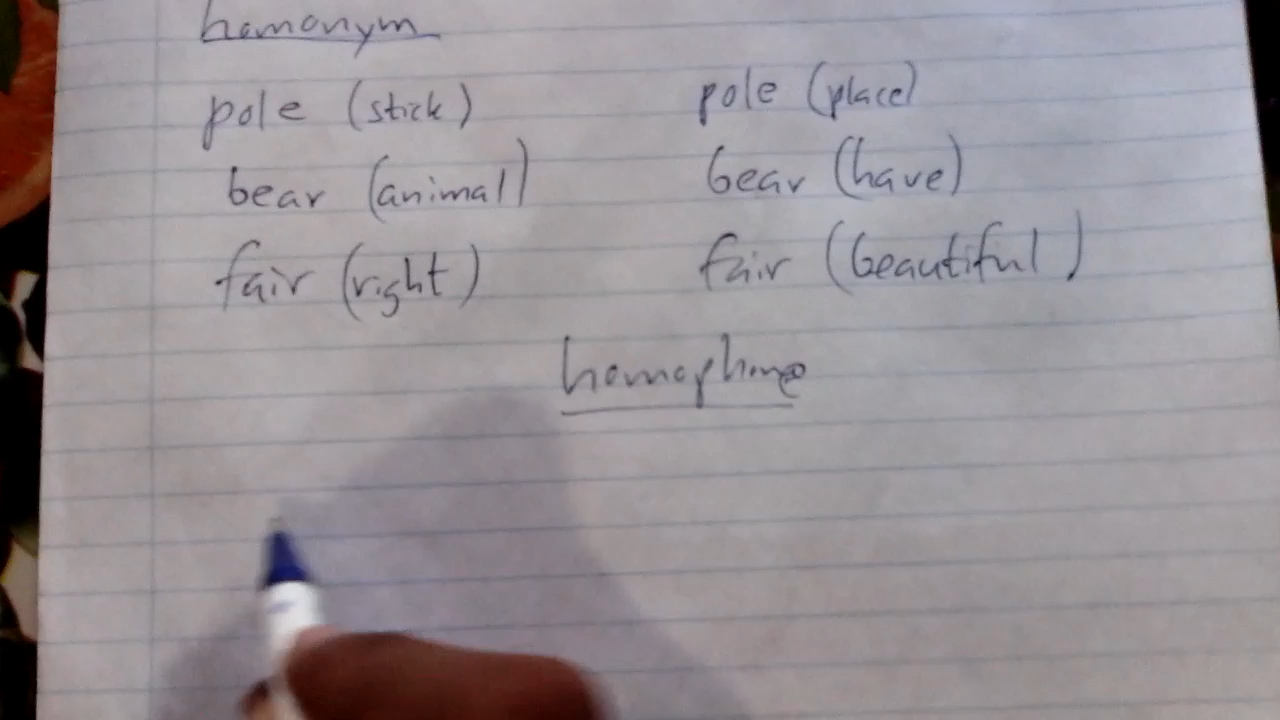 homonym
pole (stick) pole (place)
bear (animal) bear (have)
fair (right) fair (beautiful)
homophone